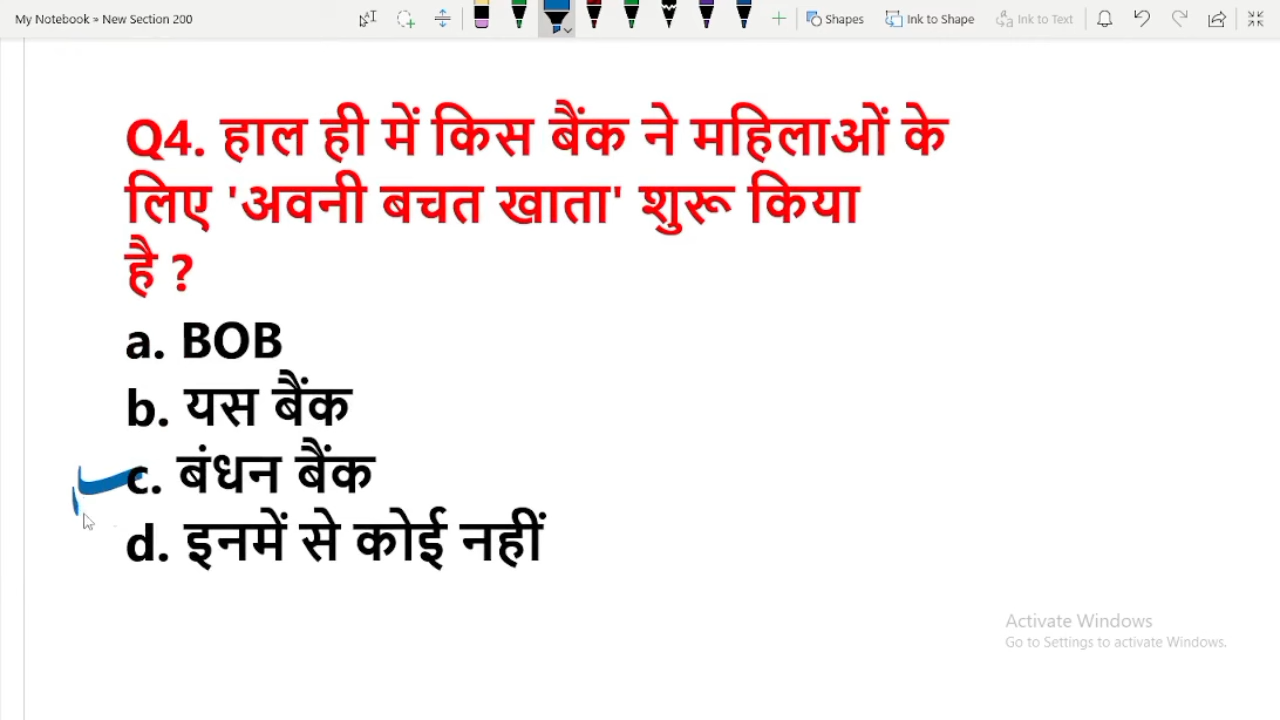 My Notebook » New Section 200
Shapes
Ink to Shape
Ink to Text
Q4. हाल ही में किस बैंक ने महिलाओं के
लिए 'अवनी बचत खाता' शुरू किया
है ?
a. BOB
b. यस बैंक
c. बंधन बैंक
d. इनमें से कोई नहीं
Activate Windows
Go to Settings to activate Windows.